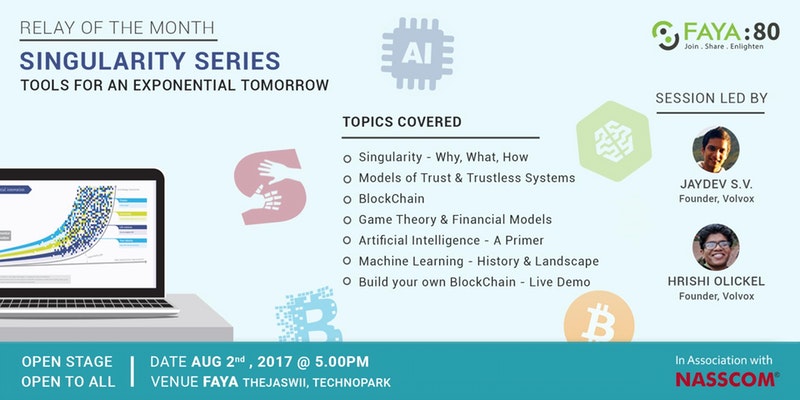 RELAY OF THE MONTH
SINGULARITY SERIES
TOOLS FOR AN EXPONENTIAL TOMORROW
AI
FAYA:80
Join . Share . Enlighten
SESSION LED BY
JAYDEV S.V.
Founder, Volvox
HRISHI OLICKEL
Founder, Volvox
TOPICS COVERED
Singularity - Why, What, How
Models of Trust & Trustless Systems
BlockChain
Game Theory & Financial Models
Artificial Intelligence - A Primer
Machine Learning - History & Landscape
Build your own BlockChain - Live Demo
OPEN STAGE
OPEN TO ALL
DATE AUG 2nd , 2017 @ 5.00PM
VENUE FAYA THEJASWII, TECHNOPARK
In Association with
NASSCOM®